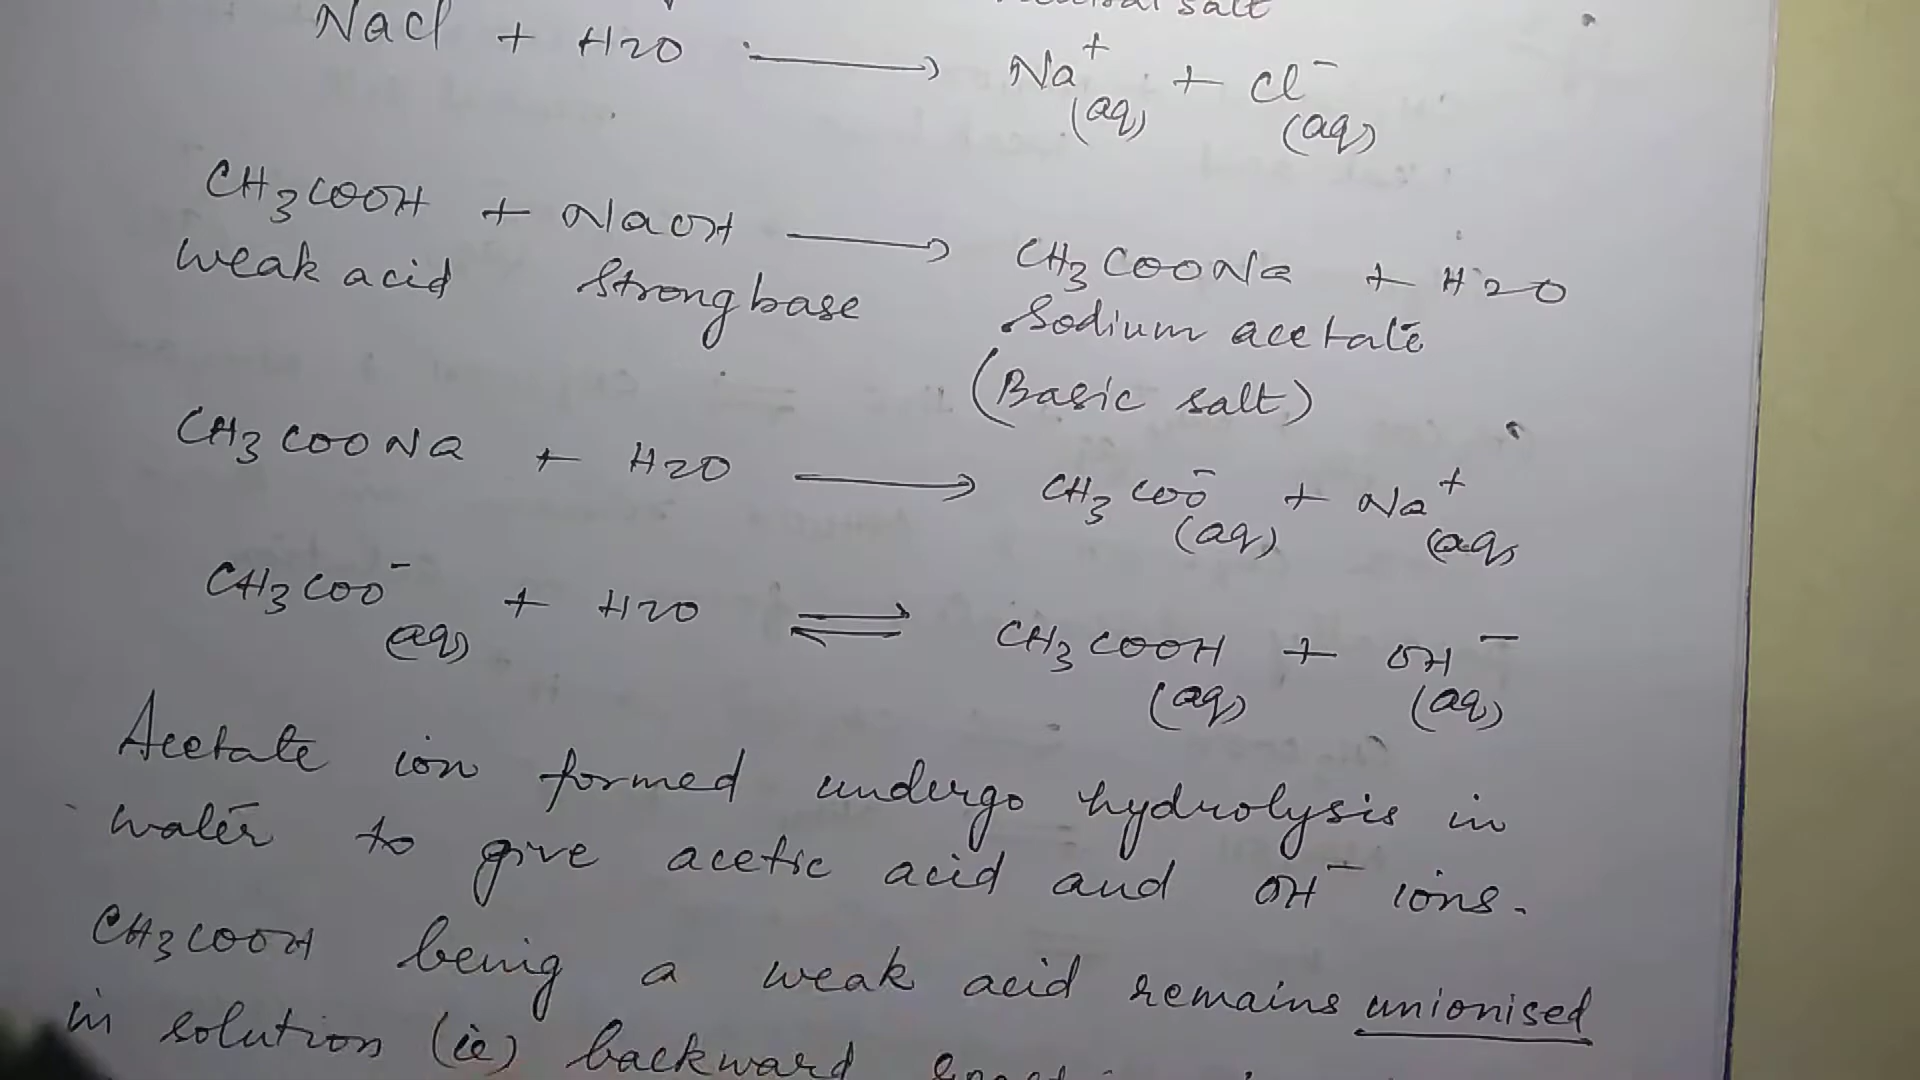 salt
NaCl + H2O ⟶ Na⁺(aq) + Cl⁻(aq)
CH3COOH + NaOH ⟶ CH3COONa + H2O
weak acid Strong base Sodium acetate
(Basic salt)
CH3COONa + H2O ⟶ CH3COO⁻(aq) + Na⁺(aq)
CH3COO⁻(aq) + H2O ⇌ CH3COOH(aq) + OH⁻(aq)
Acetate ion formed undergo hydrolysis in
water to give acetic acid and OH⁻ ions.
CH3COOH being a weak acid remains unionised
in solution (ie) backward